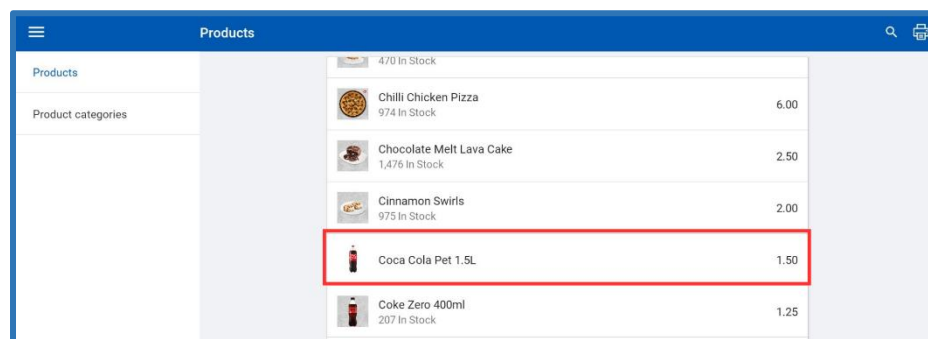 Products
Products
Product categories
470 In Stock
Chilli Chicken Pizza
974 In Stock
6.00
Chocolate Melt Lava Cake
1,476 In Stock
2.50
Cinnamon Swirls
975 In Stock
2.00
Coca Cola Pet 1.5L
1.50
Coke Zero 400ml
207 In Stock
1.25